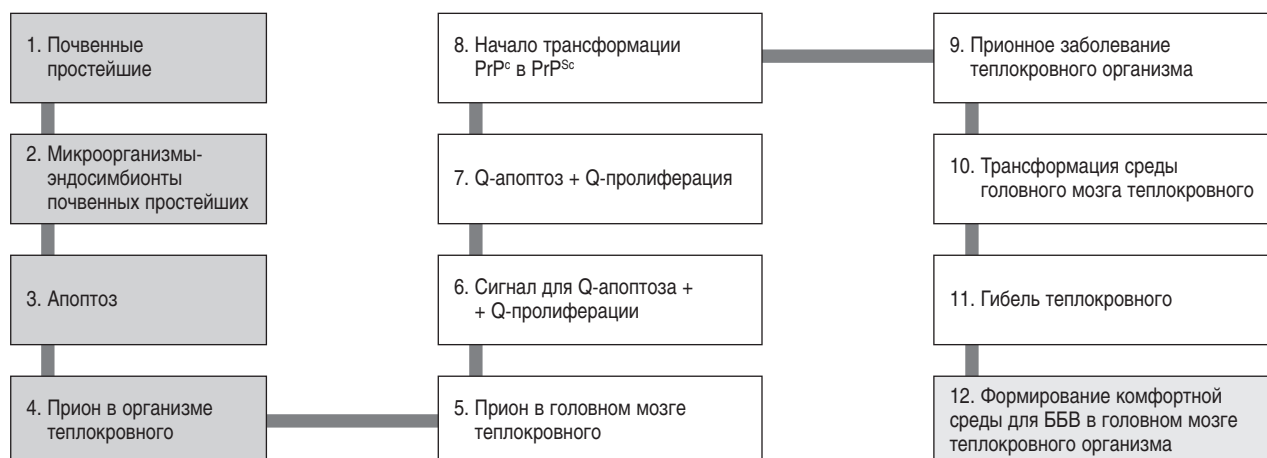 1. Почвенные
простейшие
2. Микроорганизмы-
эндосимбионты
почвенных простейших
3. Апоптоз
4. Прион в организме
теплокровного
5. Прион в головном мозге
теплокровного
6. Сигнал для Q-апоптоза +
+ Q-пролиферации
7. Q-апоптоз + Q-пролиферация
8. Начало трансформации
PrPᶜ в PrPˢᶜ
9. Прионное заболевание
теплокровного организма
10. Трансформация среды
головного мозга теплокровного
11. Гибель теплокровного
12. Формирование комфортной
среды для ББВ в головном мозге
теплокровного организма